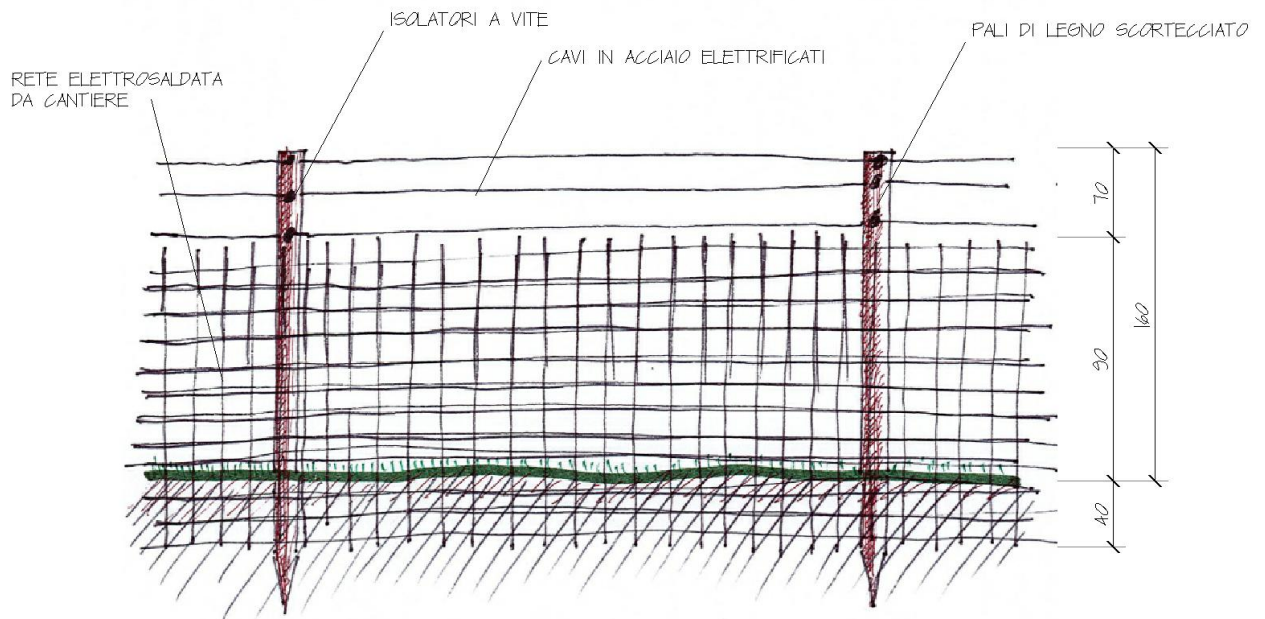 ISOLATORI A VITE
PALI DI LEGNO SCORTECCIATO
CAVI IN ACCIAIO ELETTRIFICATI
RETE ELETTROSALDATA
DA CANTIERE
70
160
90
40